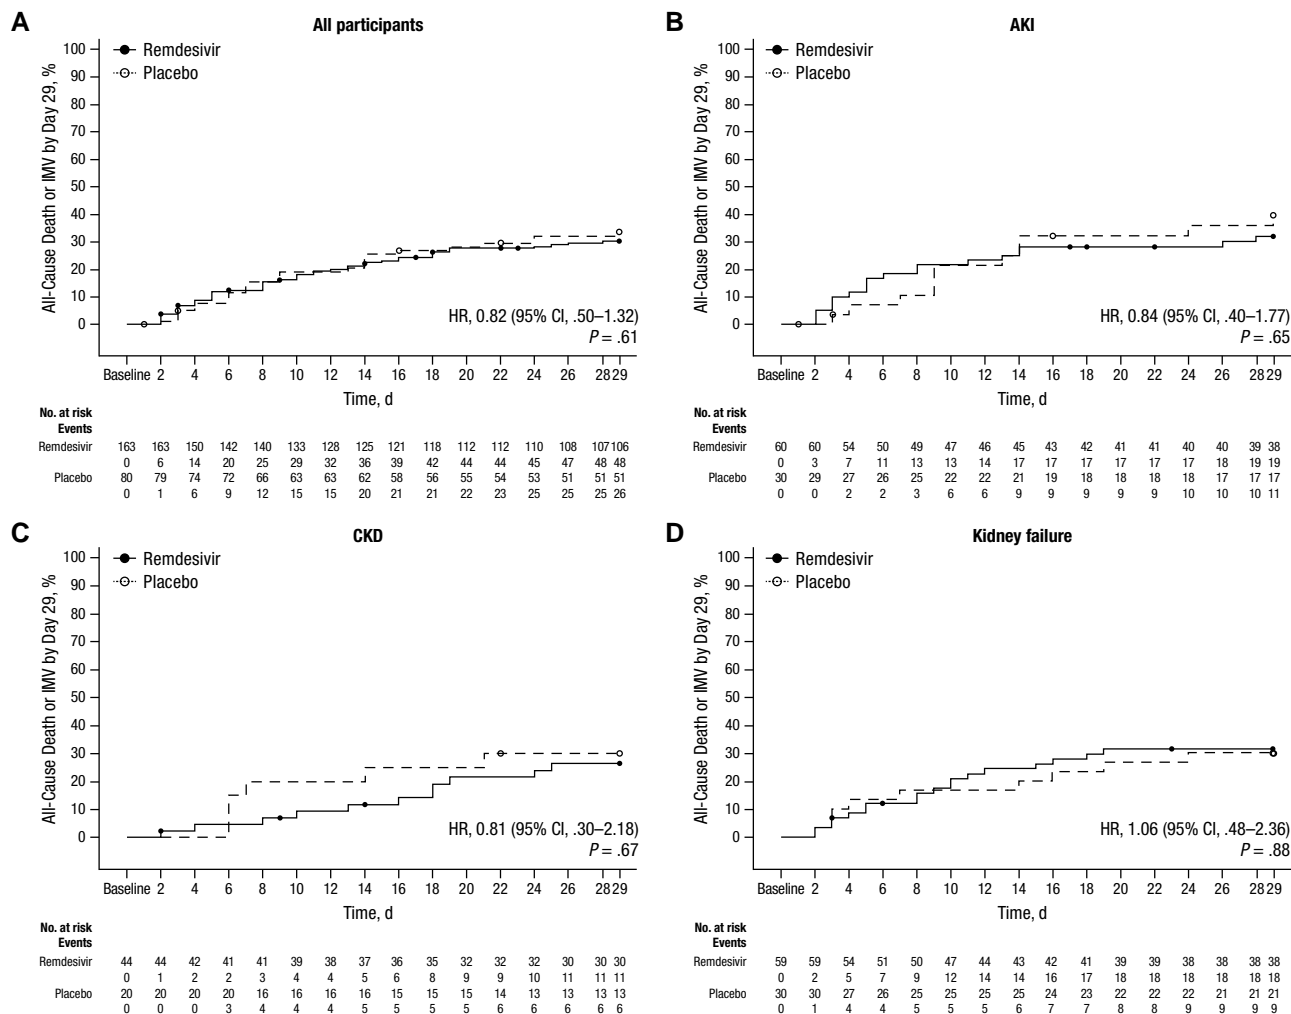 A
All participants
Remdesivir
Placebo
All-Cause Death or IMV by Day 29, %
100
90
80
70
60
50
40
30
20
10
0
HR, 0.82 (95% CI, .50–1.32)
P = .61
Baseline 2 4 6 8 10 12 14 16 18 20 22 24 26 28 29
Time, d
No. at risk
Events
Remdesivir 163 163 150 142 140 133 128 125 121 118 112 112 110 108 107 106
0 6 14 20 25 29 32 36 39 42 44 44 45 47 48 48
Placebo 80 79 74 72 66 63 63 62 58 56 55 54 53 51 51 51
0 1 6 9 12 15 15 20 21 21 22 23 25 25 25 26
B
AKI
Remdesivir
Placebo
All-Cause Death or IMV by Day 29, %
100
90
80
70
60
50
40
30
20
10
0
HR, 0.84 (95% CI, .40–1.77)
P = .65
Baseline 2 4 6 8 10 12 14 16 18 20 22 24 26 28 29
Time, d
No. at risk
Events
Remdesivir 60 60 54 50 49 47 46 45 43 42 41 41 40 40 39 38
0 3 7 11 13 13 14 17 17 17 17 17 17 18 19 19
Placebo 30 29 27 26 25 22 22 21 19 18 18 18 18 17 17 17
0 0 2 2 3 6 6 9 9 9 9 9 10 10 10 11
C
CKD
Remdesivir
Placebo
All-Cause Death or IMV by Day 29, %
100
90
80
70
60
50
40
30
20
10
0
HR, 0.81 (95% CI, .30–2.18)
P = .67
Baseline 2 4 6 8 10 12 14 16 18 20 22 24 26 28 29
Time, d
No. at risk
Events
Remdesivir 44 44 42 41 41 39 38 37 36 35 32 32 32 30 30 30
0 1 2 2 3 4 4 5 6 8 9 9 10 11 11 11
Placebo 20 20 20 20 16 16 16 16 15 15 15 14 13 13 13 13
0 0 0 3 4 4 4 5 5 5 5 6 6 6 6 6
D
Kidney failure
Remdesivir
Placebo
All-Cause Death or IMV by Day 29, %
100
90
80
70
60
50
40
30
20
10
0
HR, 1.06 (95% CI, .48–2.36)
P = .88
Baseline 2 4 6 8 10 12 14 16 18 20 22 24 26 28 29
Time, d
No. at risk
Events
Remdesivir 59 59 54 51 50 47 44 43 42 41 39 39 38 38 38 38
0 2 5 7 9 12 14 14 16 17 18 18 18 18 18 18
Placebo 30 30 27 26 25 25 25 25 24 23 22 22 22 21 21 21
0 1 4 4 5 5 5 6 7 7 8 8 9 9 9 9